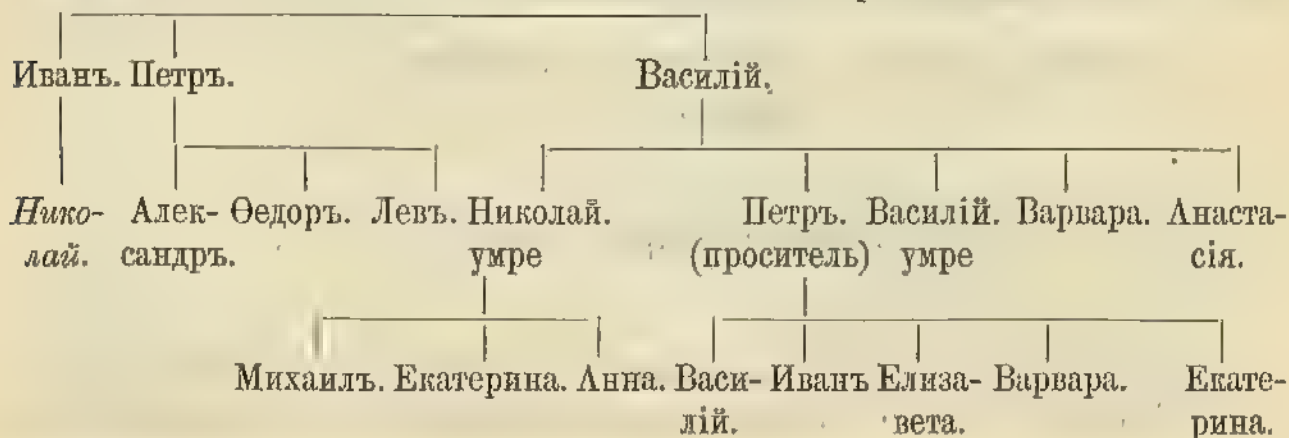 Иванъ. Петръ. Василій.
Нико- Алек- Ѳедоръ. Левъ. Николай. Петръ. Василій. Варвара. Анаста-
лай. сандръ. умре (проситель) умре сія.
Михаилъ. Екатерина. Анна. Васи- Иванъ Елиза- Варвара. Екате-
лій. вета. рина.